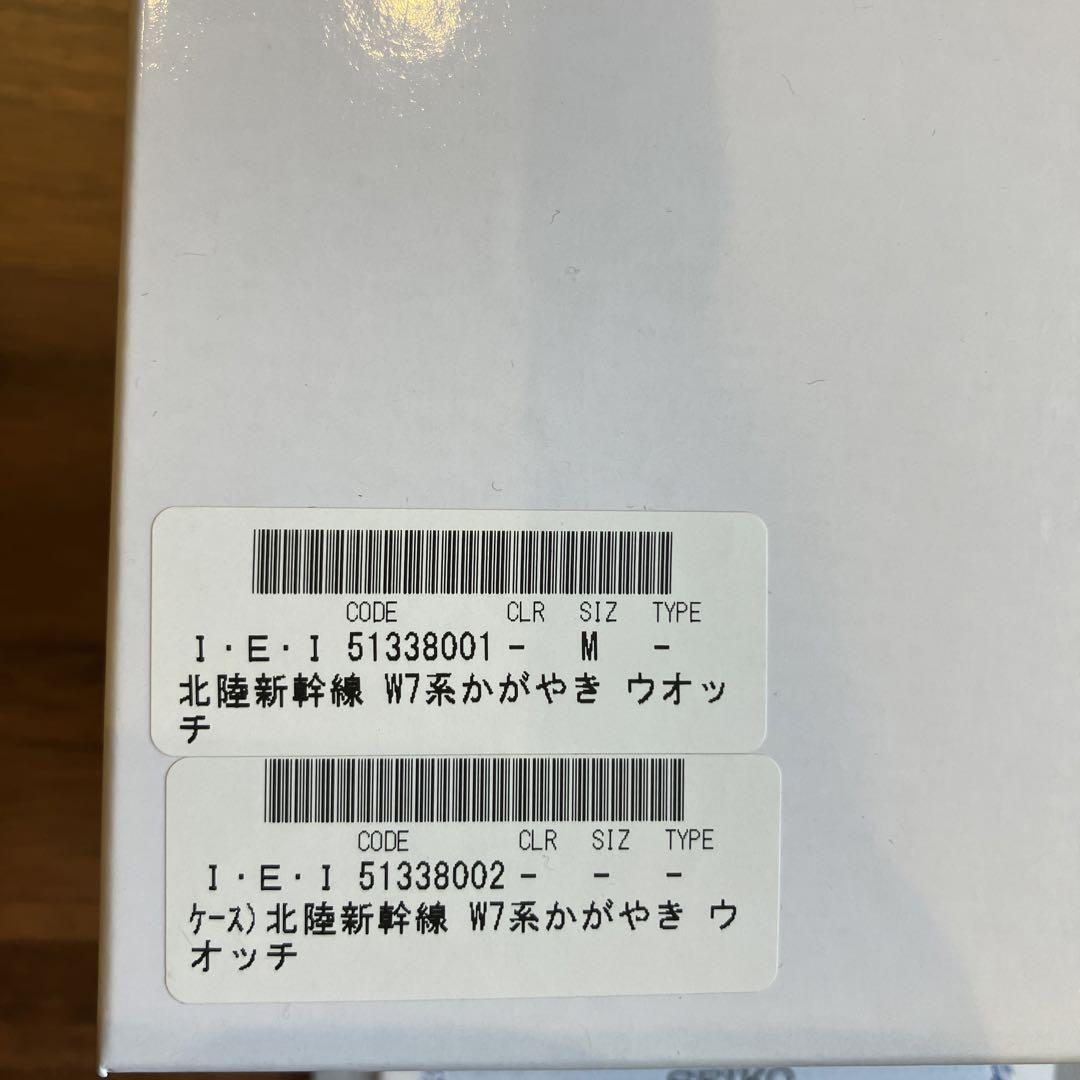 CODE CLR SIZ TYPE
I・E・I 51338001 - M -
北陸新幹線 W7系かがやき ウオッ
チ
CODE CLR SIZ TYPE
I・E・I 51338002 - - -
ケース)北陸新幹線 W7系かがやき ウ
オッチ
SEIKO